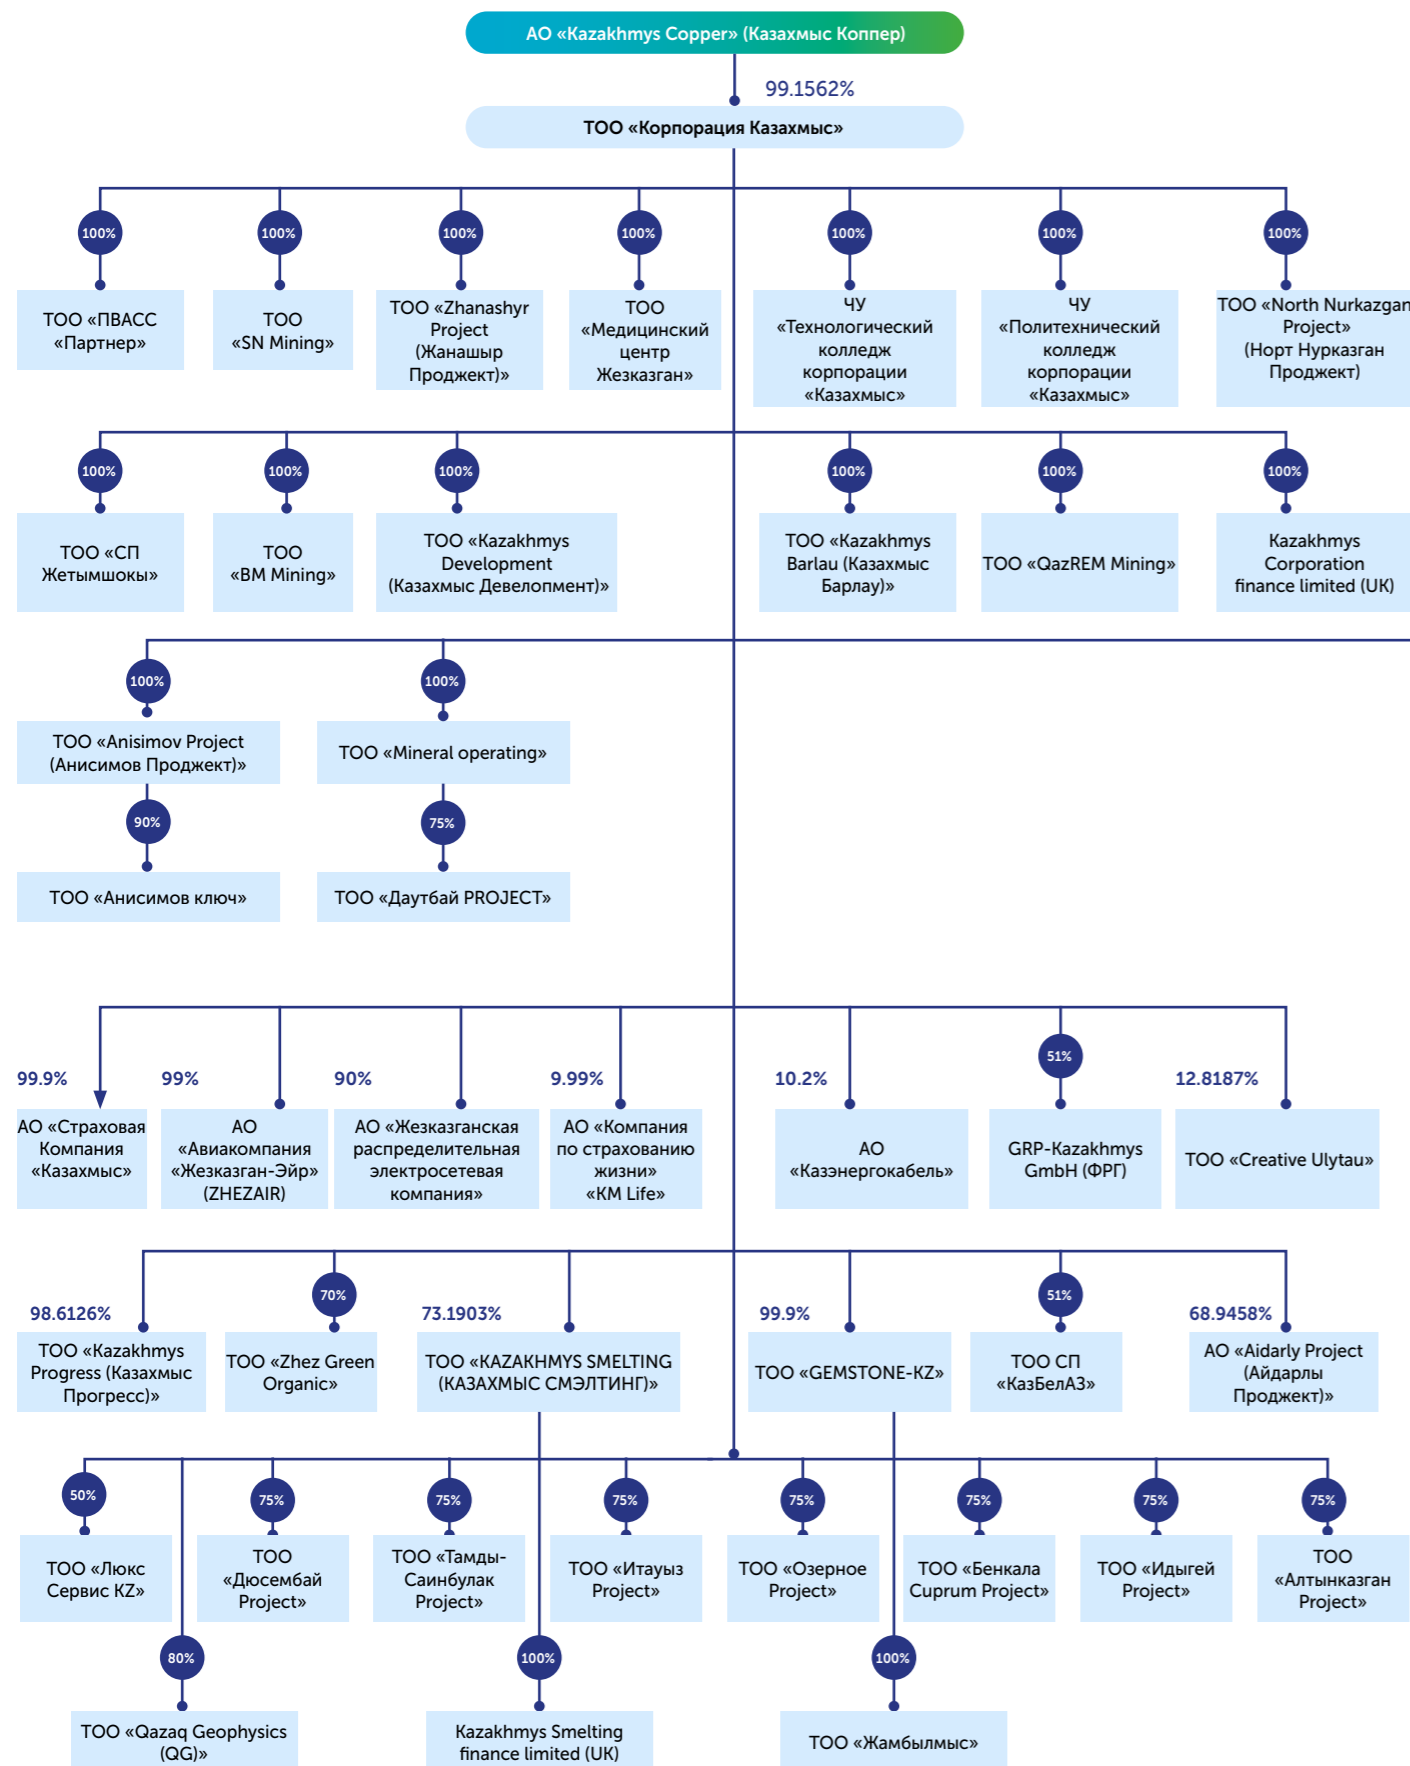 АО «Kazakhmys Copper» (Казахмыс Коппер)
99.1562%
ТОО «Корпорация Казахмыс»
100%
100%
100%
100%
100%
100%
100%
ТОО «ПВАСС
«Партнер»
ТОО
«SN Mining»
ТОО «Zhanashyr
Project
(Жанашыр
Проджект)»
ТОО
«Медицинский
центр
Жезказган»
ЧУ
«Технологический
колледж
корпорации
«Казахмыс»
ЧУ
«Политехнический
колледж
корпорации
«Казахмыс»
ТОО «North Nurkazgan
Project»
(Норт Нурказган
Проджект)
100%
100%
100%
100%
100%
100%
ТОО «СП
Жетымшокы»
ТОО
«BM Mining»
ТОО «Kazakhmys
Development
(Казахмыс Девелопмент)»
ТОО «Kazakhmys
Barlau (Казахмыс
Барлау)»
ТОО «QazREM Mining»
Kazakhmys
Corporation
finance limited (UK)
100%
100%
ТОО «Anisimov Project
(Анисимов Проджект)»
ТОО «Mineral operating»
90%
75%
ТОО «Анисимов ключ»
ТОО «Даутбай PROJECT»
99.9%
99%
90%
9.99%
10.2%
51%
12.8187%
АО «Страховая
Компания
«Казахмыс»
АО
«Авиакомпания
«Жезказган-Эйр»
(ZHEZAIR)
АО «Жезказганская
распределительная
электросетевая
компания»
АО «Компания
по страхованию
жизни»
«KM Life»
АО
«Казэнергокабель»
GRP-Kazakhmys
GmbH (ФРГ)
ТОО «Creative Ulytau»
98.6126%
70%
73.1903%
99.9%
51%
68.9458%
ТОО «Kazakhmys
Progress (Казахмыс
Прогресс)»
ТОО «Zhez Green
Organic»
ТОО «KAZAKHMYS SMELTING
(КАЗАХМЫС СМЭЛТИНГ)»
ТОО «GEMSTONE-KZ»
ТОО СП
«КазБелАЗ»
АО «Aidarly Project
(Айдарлы
Проджект)»
50%
75%
75%
75%
75%
75%
75%
75%
ТОО «Люкс
Сервис KZ»
ТОО
«Дюсембай
Project»
ТОО «Тамды-
Саинбулак
Project»
ТОО «Итауыз
Project»
ТОО «Озерное
Project»
ТОО «Бенкала
Cuprum Project»
ТОО «Идыгей
Project»
ТОО
«Алтынказган
Project»
80%
100%
100%
ТОО «Qazaq Geophysics
(QG)»
Kazakhmys Smelting
finance limited (UK)
ТОО «Жамбылмыс»